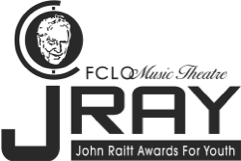 FCLO Music Theatre
JRAY
John Raitt Awards For Youth